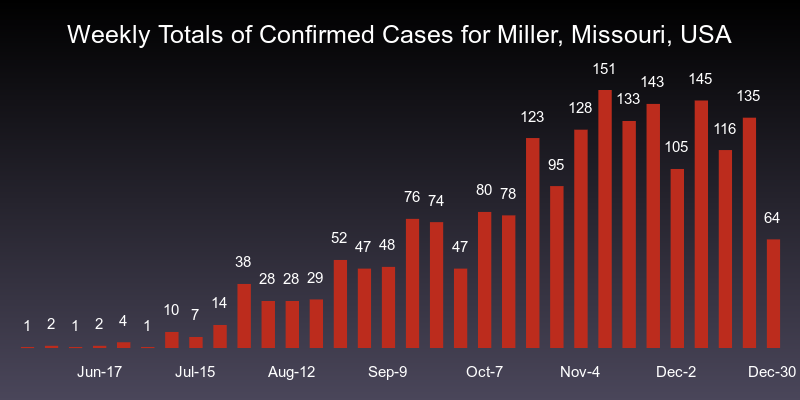 Weekly Totals of Confirmed Cases for Miller, Missouri, USA
1 2 1 2 4 1 10 7 14 38 28 28 29 52 47 48 76 74 47 80 78 123 95 128 151 133 143 105 145 116 135 64
Jun-17 Jul-15 Aug-12 Sep-9 Oct-7 Nov-4 Dec-2 Dec-30